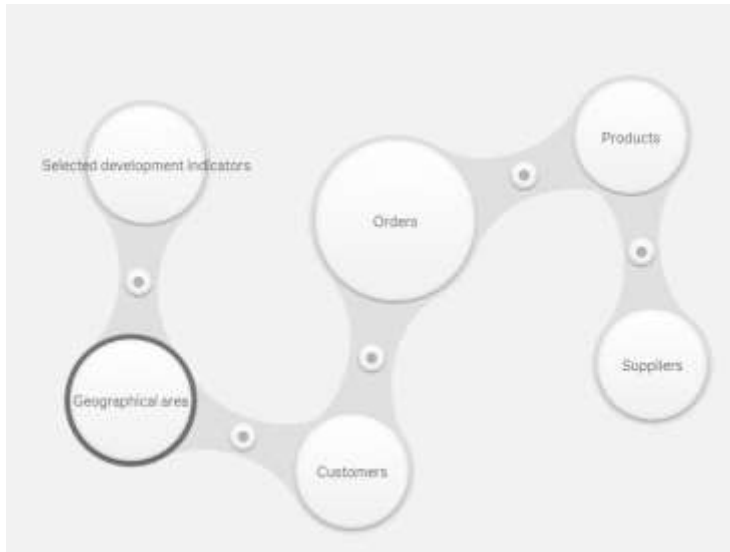 Products
Selected development indicators
Orders
Suppliers
Geographical area
Customers